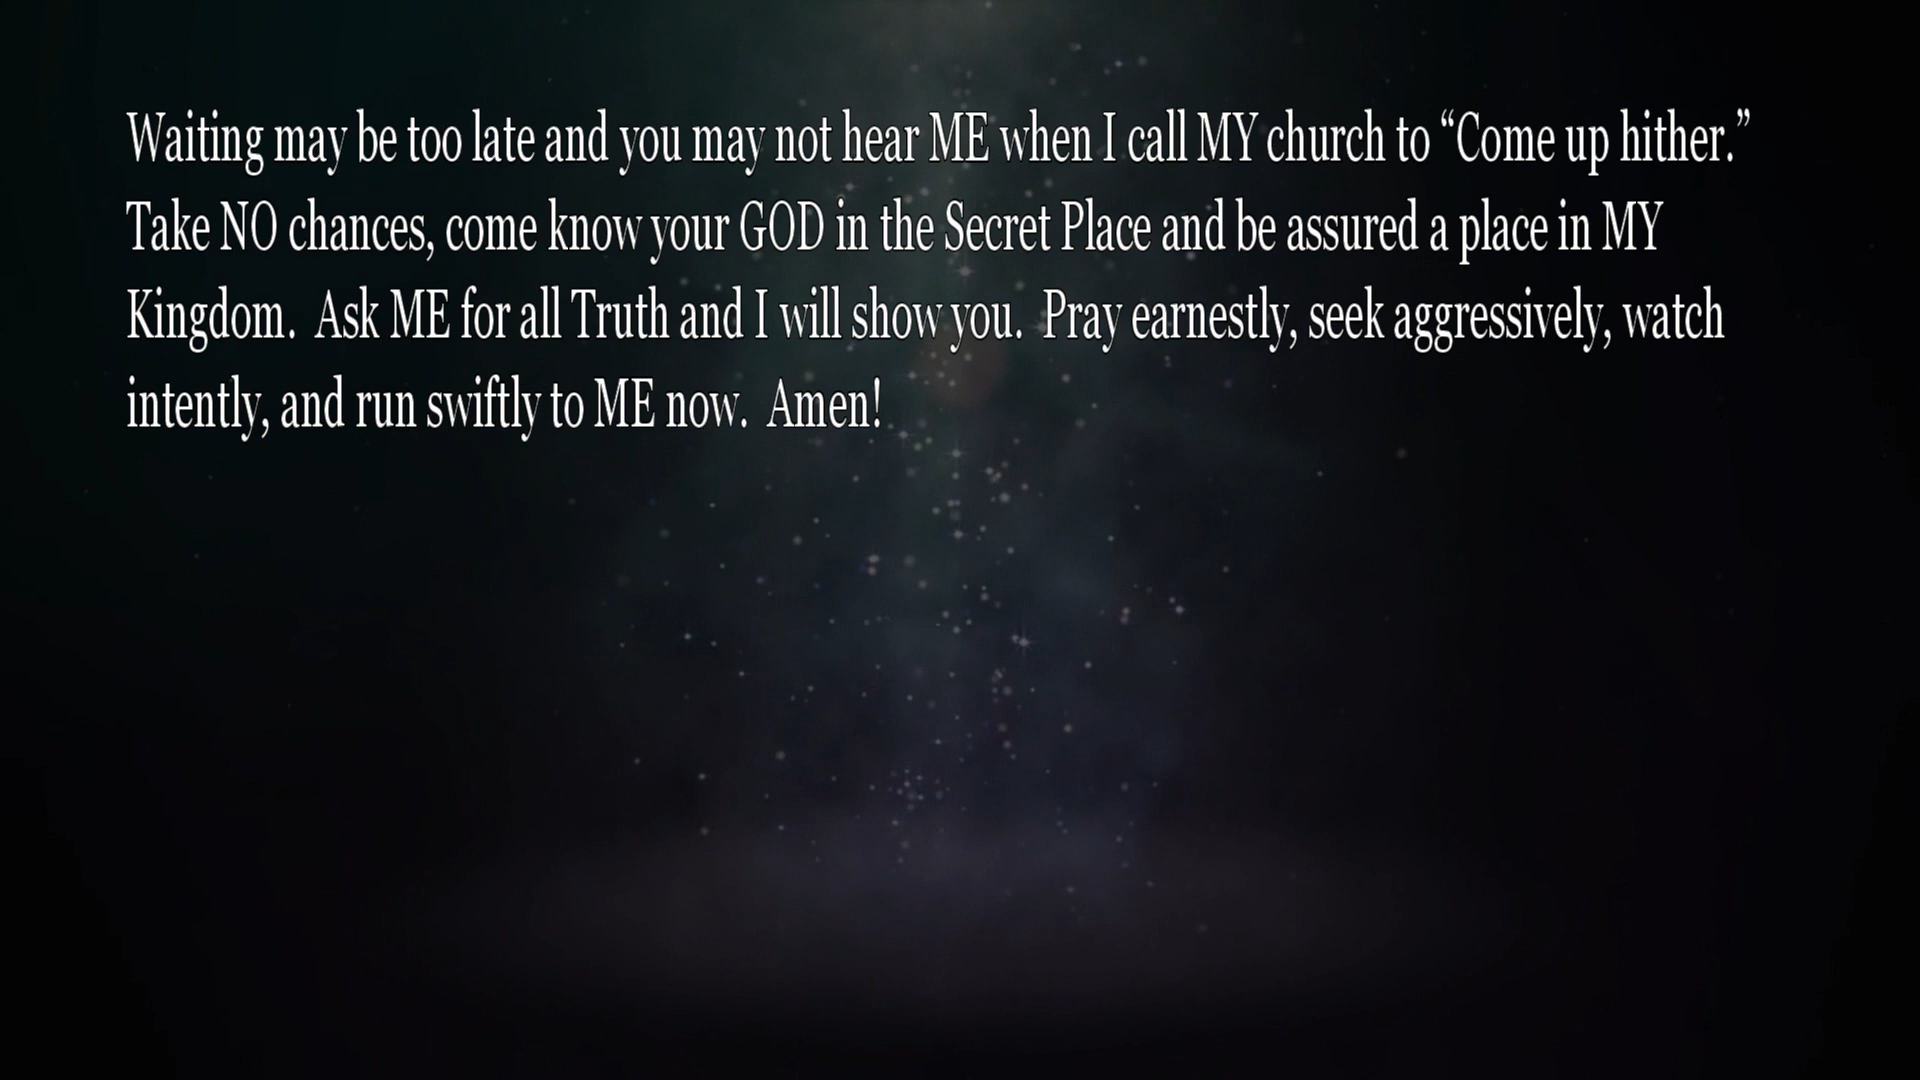 Waiting may be too late and you may not hear ME when I call MY church to “Come up hither.”
Take NO chances, come know your GOD in the Secret Place and be assured a place in MY
Kingdom.  Ask ME for all Truth and I will show you.  Pray earnestly, seek aggressively, watch
intently, and run swiftly to ME now.  Amen!